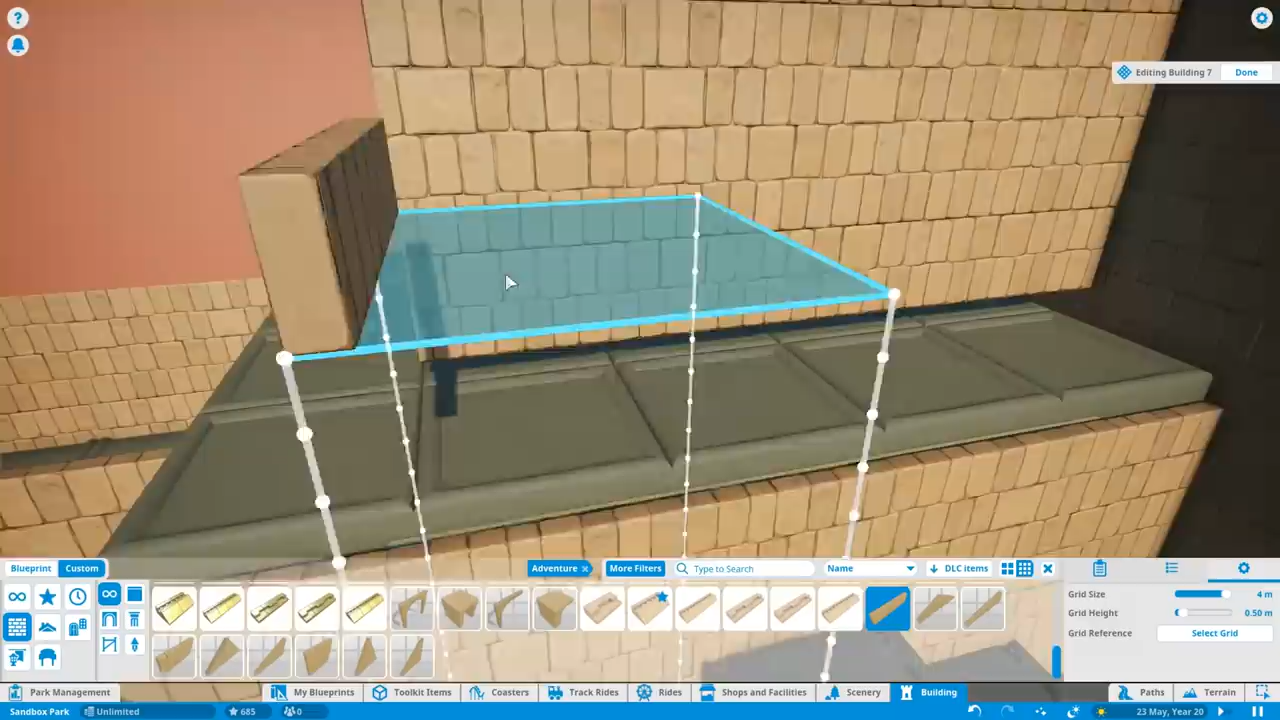 ?
Editing Building 7 Done
Blueprint Custom Adventure × More Filters Type to Search Name DLC items
Grid Size 4 m
Grid Height 0.50 m
Grid Reference Select Grid
Park Management My Blueprints Toolkit Items Coasters Track Rides Rides Shops and Facilities Scenery Building Paths Terrain
Sandbox Park Unlimited 685 0 23 May, Year 20